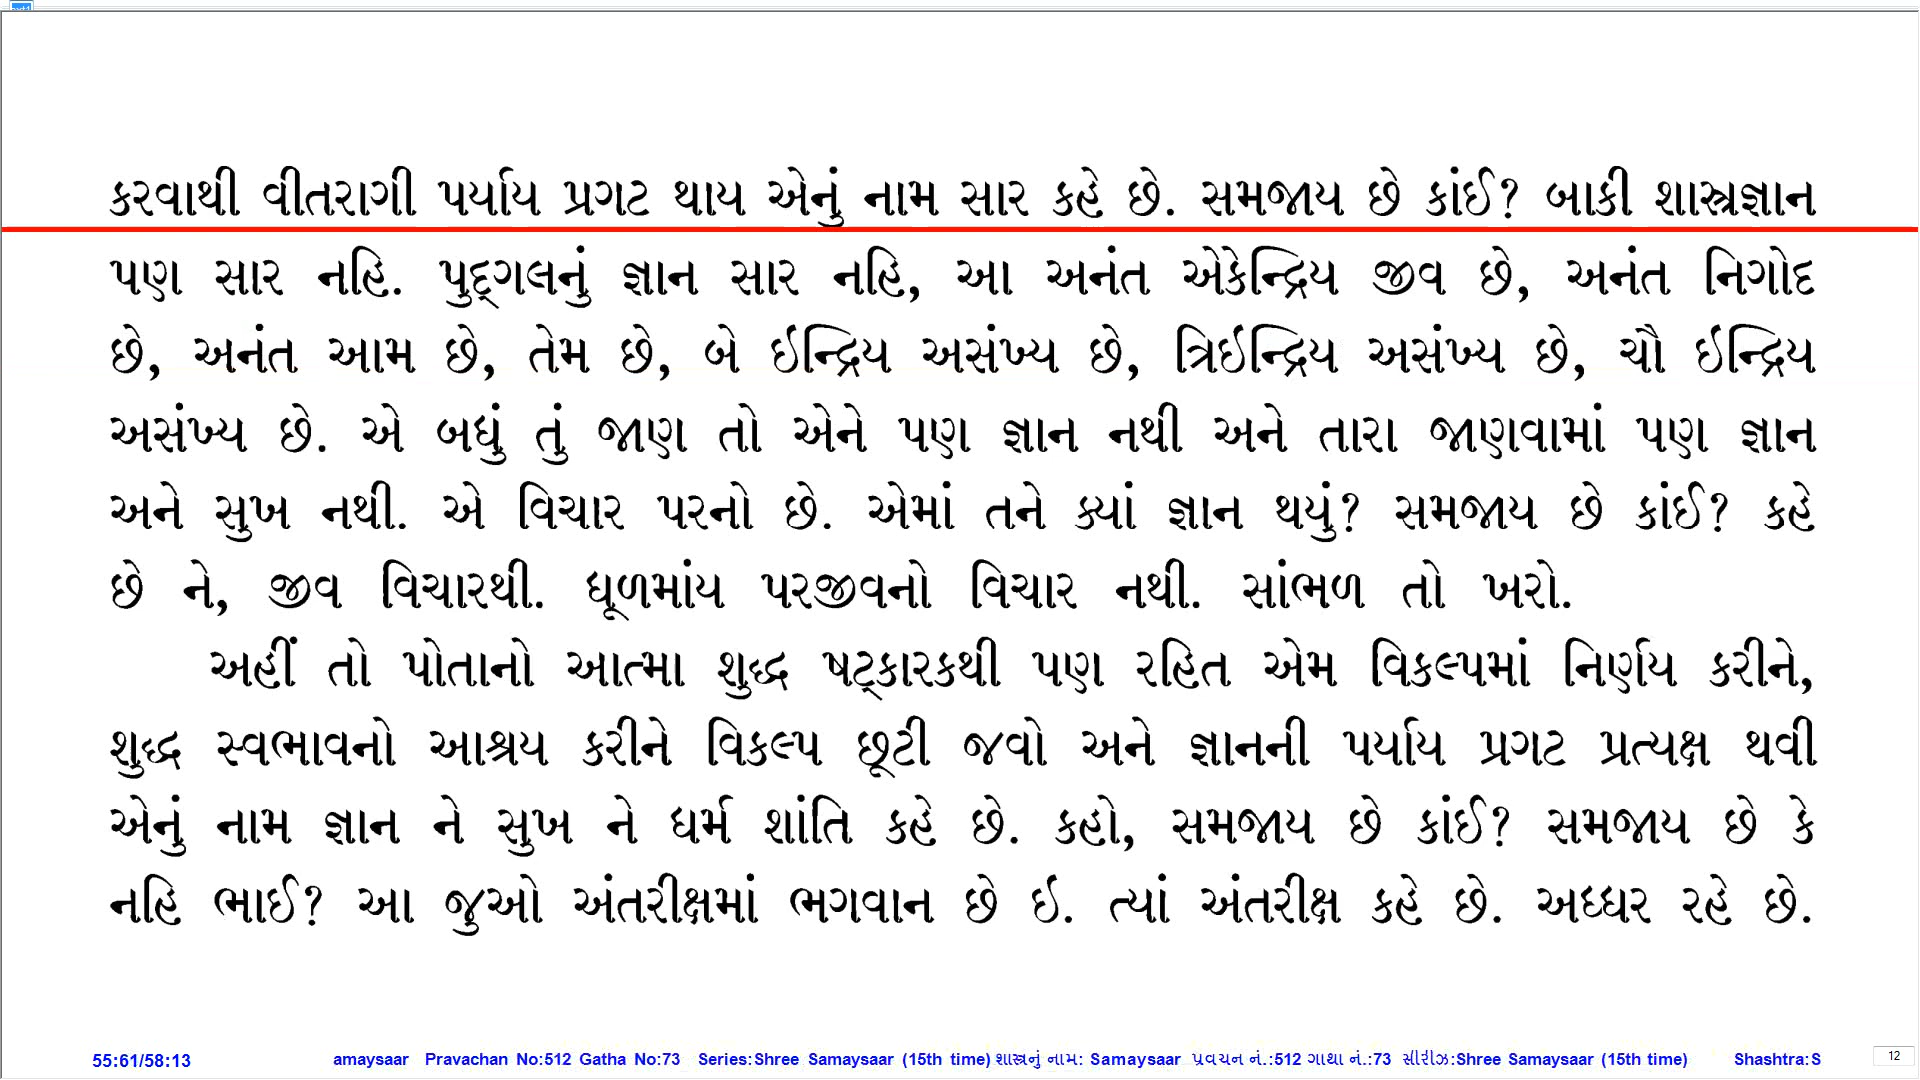 કરવાથી વીતરાગી પર્યાય પ્રગટ થાય એનું નામ સાર કહે છે. સમજાય છે કાંઈ? બાકી શાસ્ત્રજ્ઞાન
પણ સાર નહિ. પુદ્‌ગલનું જ્ઞાન સાર નહિ, આ અનંત એકેન્દ્રિય જીવ છે, અનંત નિગોદ
છે, અનંત આમ છે, તેમ છે, બે ઇન્દ્રિય અસંખ્ય છે, ત્રિઇન્દ્રિય અસંખ્ય છે, ચૌ ઇન્દ્રિય
અસંખ્ય છે. એ બધું તું જાણ તો એને પણ જ્ઞાન નથી અને તારા જાણવામાં પણ જ્ઞાન
અને સુખ નથી. એ વિચાર પરનો છે. એમાં તને ક્યાં જ્ઞાન થયું? સમજાય છે કાંઈ? કહે
છે ને, જીવ વિચારથી. ધૂળમાંય પરજીવનો વિચાર નથી. સાંભળ તો ખરો.
અહીં તો પોતાનો આત્મા શુદ્ધ ષટ્‌કારકથી પણ રહિત એમ વિકલ્પમાં નિર્ણય કરીને,
શુદ્ધ સ્વભાવનો આશ્રય કરીને વિકલ્પ છૂટી જવો અને જ્ઞાનની પર્યાય પ્રગટ પ્રત્યક્ષ થવી
એનું નામ જ્ઞાન ને સુખ ને ધર્મ શાંતિ કહે છે. કહો, સમજાય છે કાંઈ? સમજાય છે કે
નહિ ભાઈ? આ જુઓ અંતરીક્ષમાં ભગવાન છે ઇ. ત્યાં અંતરીક્ષ કહે છે. અધ્ધર રહે છે.
55:61/58:13 amaysaar Pravachan No:512 Gatha No:73 Series:Shree Samaysaar (15th time) શાસ્ત્રનું નામ: Samaysaar પ્રવચન નં.:512 ગાથા નં.:73 સીરીઝ:Shree Samaysaar (15th time) Shashtra:S 12